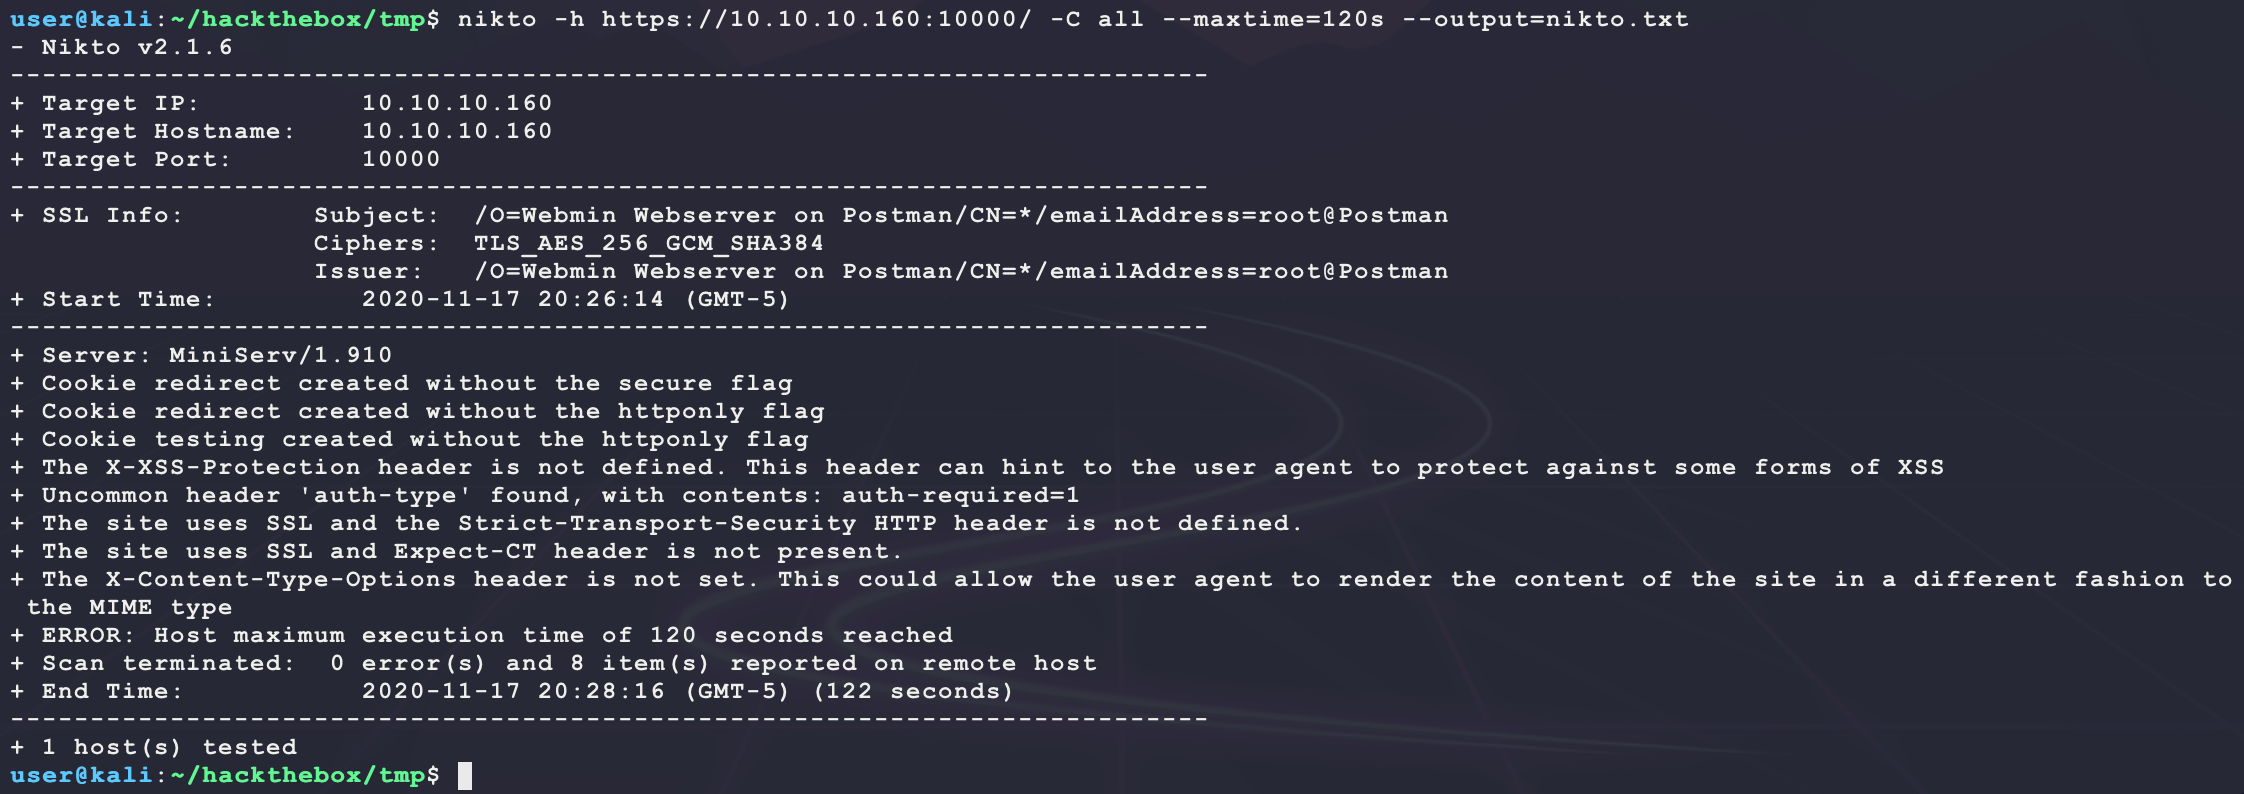 user@kali:~/hackthebox/tmp$ nikto -h https://10.10.10.160:10000/ -C all --maxtime=120s --output=nikto.txt
- Nikto v2.1.6
---------------------------------------------------------------------------
+ Target IP:          10.10.10.160
+ Target Hostname:    10.10.10.160
+ Target Port:        10000
---------------------------------------------------------------------------
+ SSL Info:        Subject:  /O=Webmin Webserver on Postman/CN=*/emailAddress=root@Postman
                   Ciphers:  TLS_AES_256_GCM_SHA384
                   Issuer:   /O=Webmin Webserver on Postman/CN=*/emailAddress=root@Postman
+ Start Time:         2020-11-17 20:26:14 (GMT-5)
---------------------------------------------------------------------------
+ Server: MiniServ/1.910
+ Cookie redirect created without the secure flag
+ Cookie redirect created without the httponly flag
+ Cookie testing created without the httponly flag
+ The X-XSS-Protection header is not defined. This header can hint to the user agent to protect against some forms of XSS
+ Uncommon header 'auth-type' found, with contents: auth-required=1
+ The site uses SSL and the Strict-Transport-Security HTTP header is not defined.
+ The site uses SSL and Expect-CT header is not present.
+ The X-Content-Type-Options header is not set. This could allow the user agent to render the content of the site in a different fashion to
 the MIME type
+ ERROR: Host maximum execution time of 120 seconds reached
+ Scan terminated:  0 error(s) and 8 item(s) reported on remote host
+ End Time:           2020-11-17 20:28:16 (GMT-5) (122 seconds)
---------------------------------------------------------------------------
+ 1 host(s) tested
user@kali:~/hackthebox/tmp$